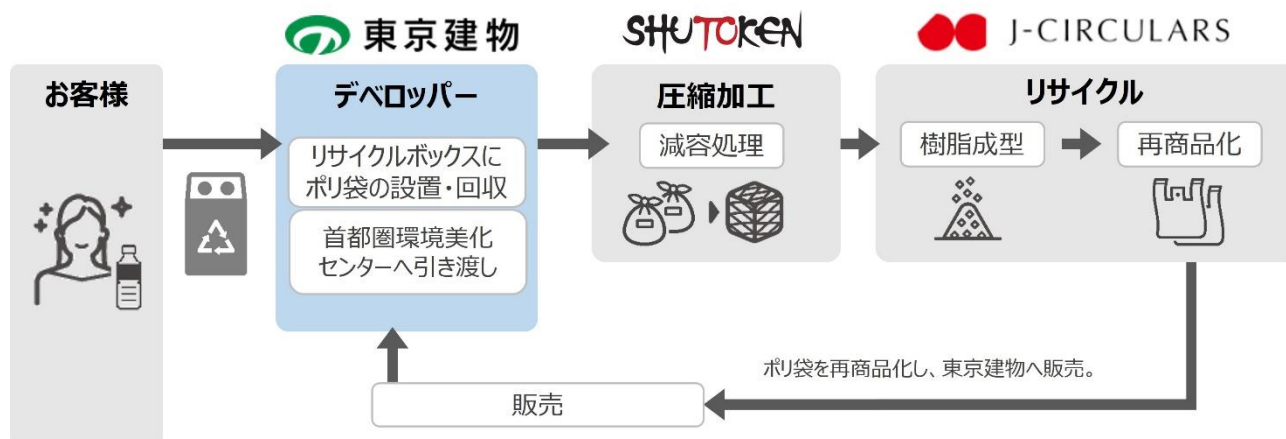 東京建物
SHUTOKEN
J-CIRCULARS
お客様
デベロッパー
リサイクルボックスに
ポリ袋の設置・回収
首都圏環境美化
センターへ引き渡し
圧縮加工
減容処理
リサイクル
樹脂成型
再商品化
ポリ袋を再商品化し、東京建物へ販売。
販売